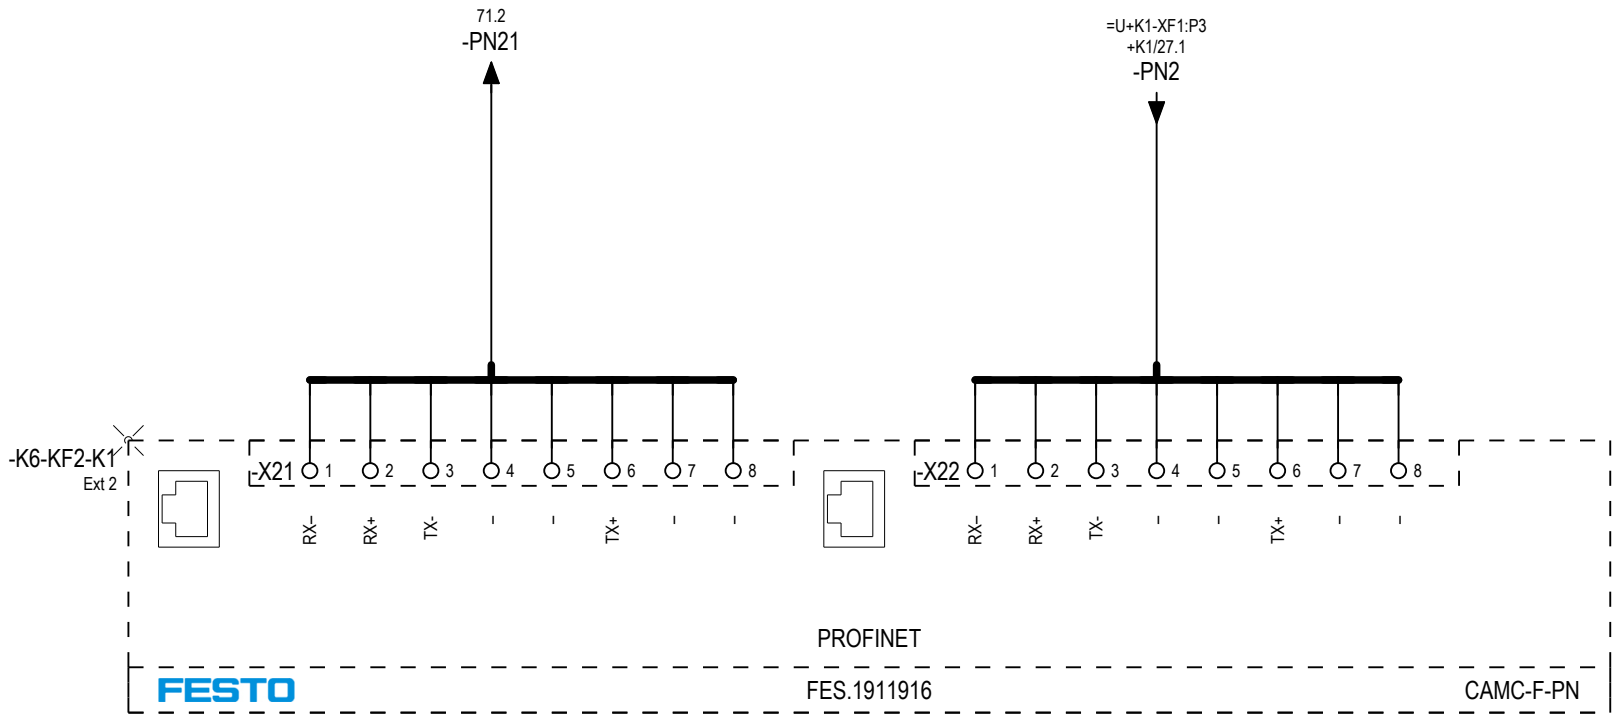 71.2
-PN21
=U+K1-XF1:P3
+K1/27.1
-PN2
-K6-KF2-K1
Ext 2
-X21 1 2 3 4 5 6 7 8
-X22 1 2 3 4 5 6 7 8
RX- RX+ TX- - - TX+ - -
RX- RX+ TX- - - TX+ - -
PROFINET
FESTO FES.1911916 CAMC-F-PN